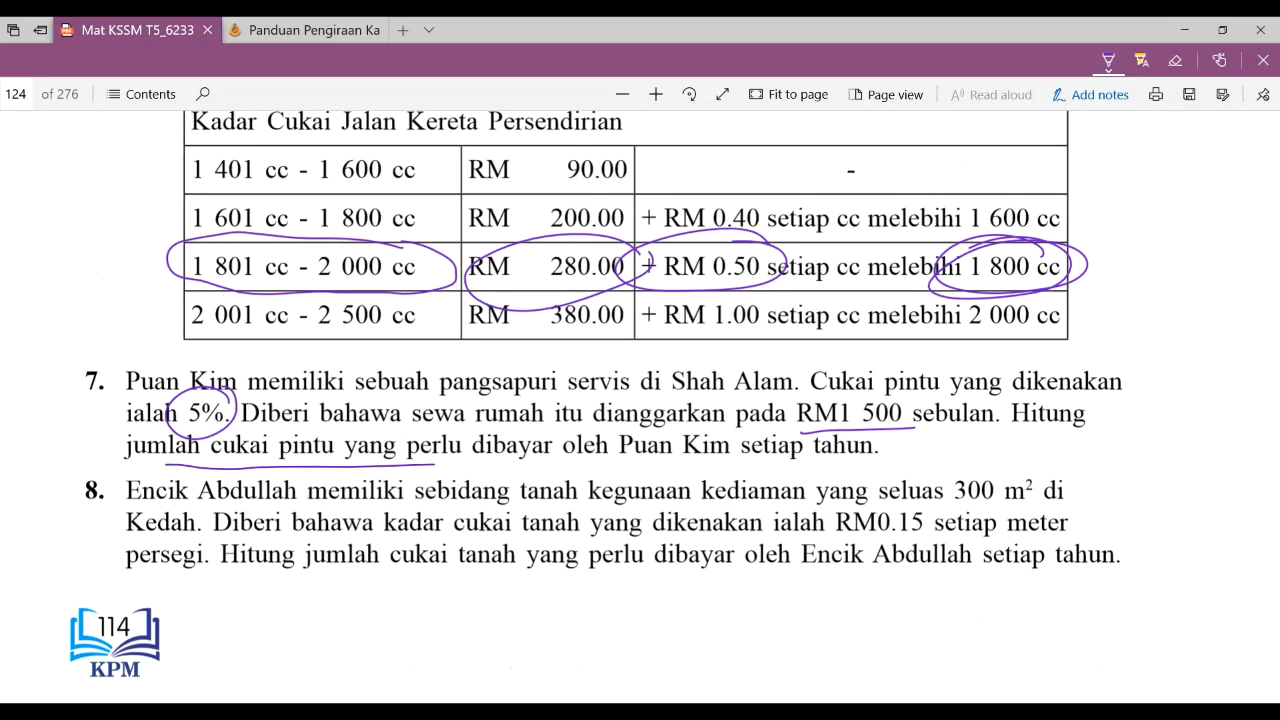 Mat KSSM T5_6233
Panduan Pengiraan Ka
124 of 276 Contents Fit to page Page view Read aloud Add notes
Kadar Cukai Jalan Kereta Persendirian
1 401 cc - 1 600 cc RM 90.00 -
1 601 cc - 1 800 cc RM 200.00 + RM 0.40 setiap cc melebihi 1 600 cc
1 801 cc - 2 000 cc RM 280.00 + RM 0.50 setiap cc melebihi 1 800 cc
2 001 cc - 2 500 cc RM 380.00 + RM 1.00 setiap cc melebihi 2 000 cc
7. Puan Kim memiliki sebuah pangsapuri servis di Shah Alam. Cukai pintu yang dikenakan
ialah 5%. Diberi bahawa sewa rumah itu dianggarkan pada RM1 500 sebulan. Hitung
jumlah cukai pintu yang perlu dibayar oleh Puan Kim setiap tahun.
8. Encik Abdullah memiliki sebidang tanah kegunaan kediaman yang seluas 300 m² di
Kedah. Diberi bahawa kadar cukai tanah yang dikenakan ialah RM0.15 setiap meter
persegi. Hitung jumlah cukai tanah yang perlu dibayar oleh Encik Abdullah setiap tahun.
114
KPM